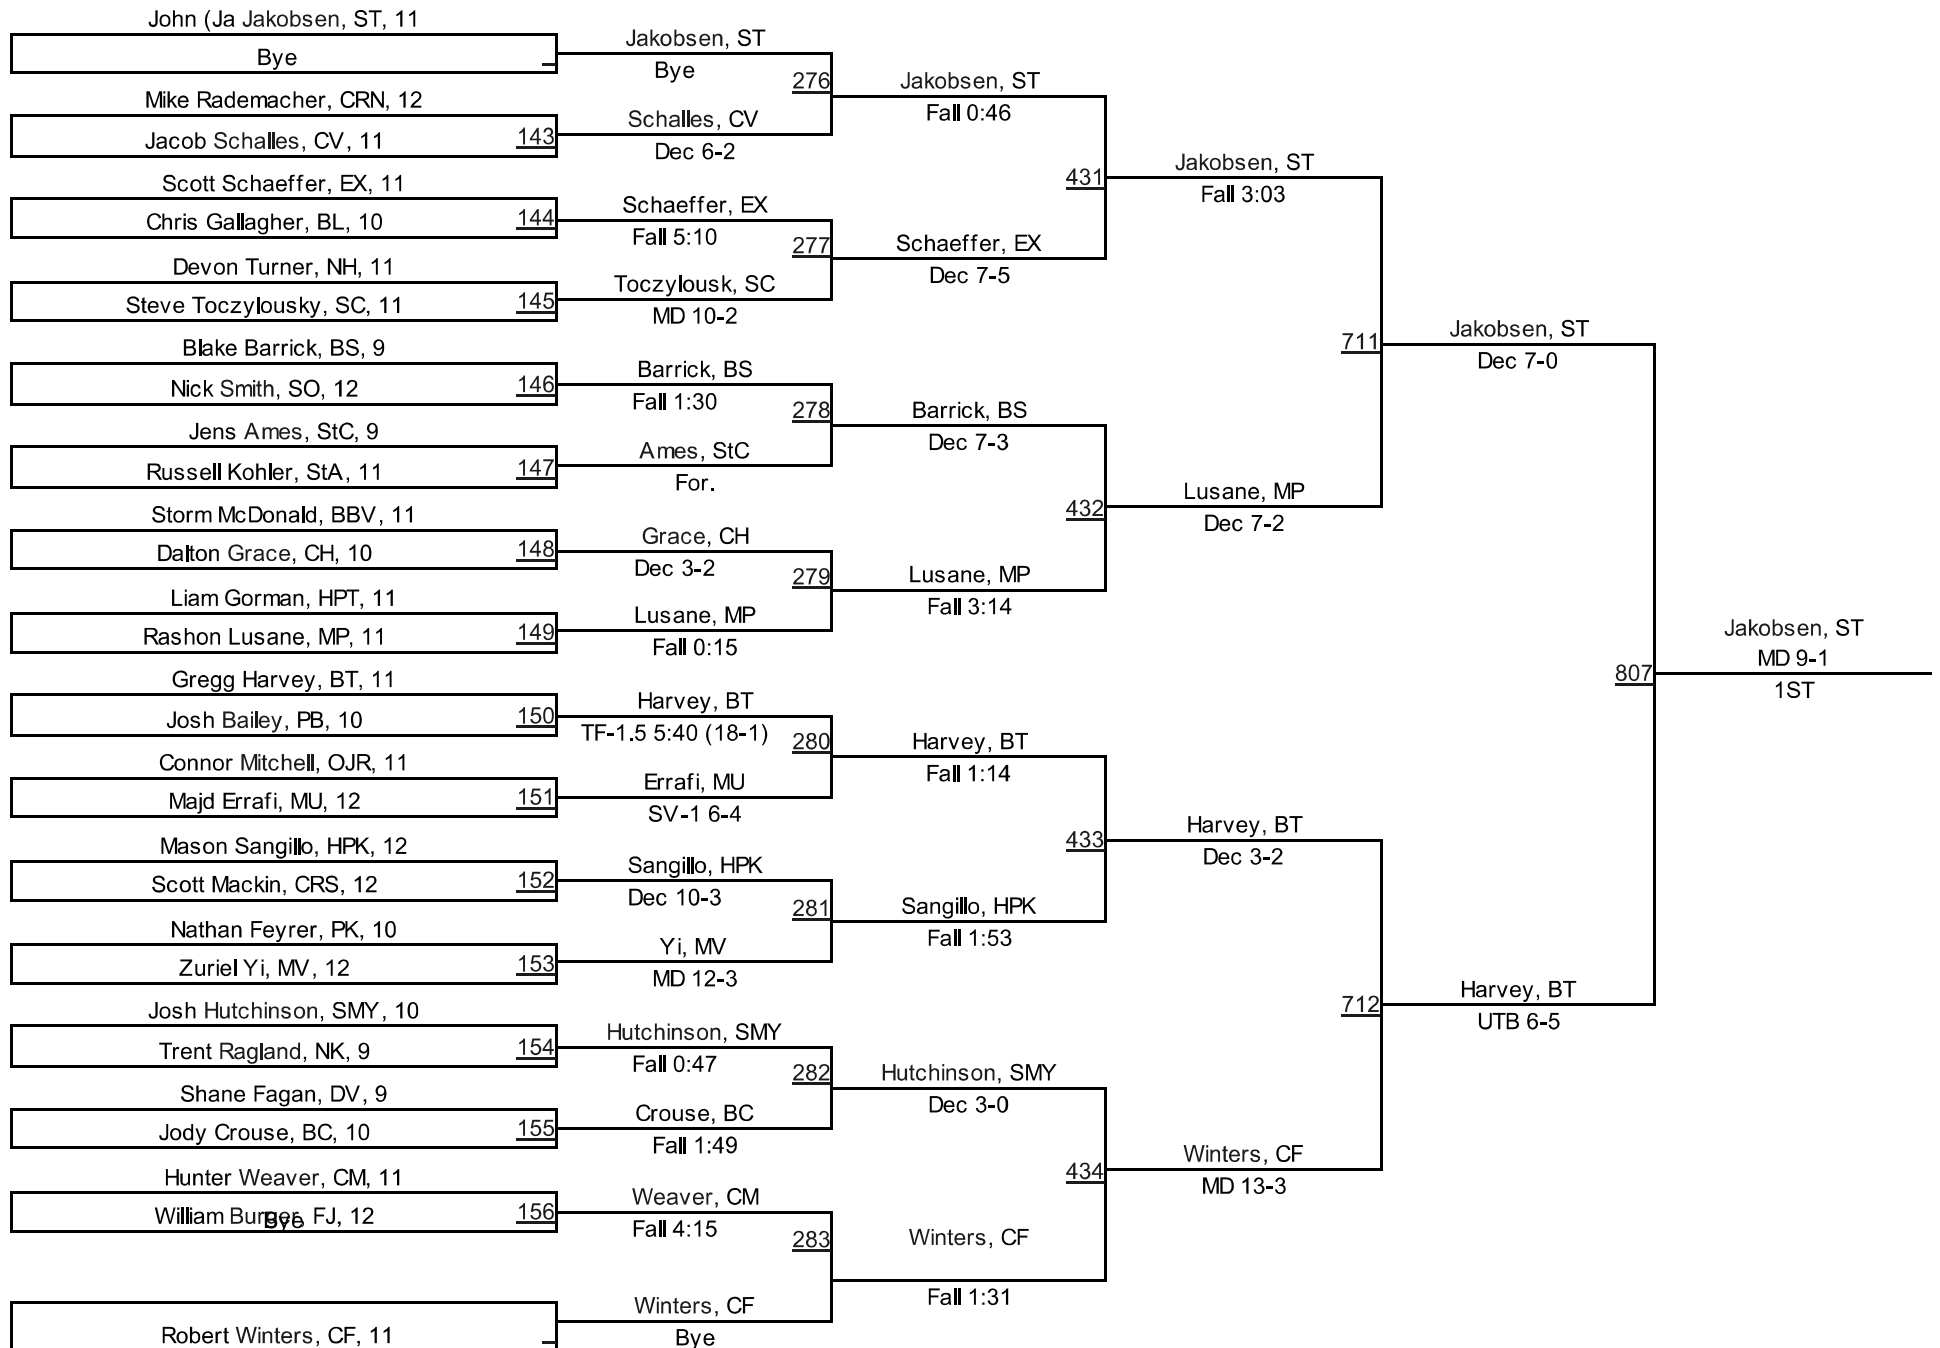 John (Ja Jakobsen, ST, 11
Bye
Mike Rademacher, CRN, 12
Jacob Schalles, CV, 11
143
Scott Schaeffer, EX, 11
Chris Gallagher, BL, 10
144
Devon Turner, NH, 11
Steve Toczylousky, SC, 11
145
Blake Barrick, BS, 9
Nick Smith, SO, 12
146
Jens Ames, StC, 9
Russell Kohler, StA, 11
147
Storm McDonald, BBV, 11
Dalton Grace, CH, 10
148
Liam Gorman, HPT, 11
Rashon Lusane, MP, 11
149
Gregg Harvey, BT, 11
Josh Bailey, PB, 10
150
Connor Mitchell, OJR, 11
Majd Errafi, MU, 12
151
Mason Sangillo, HPK, 12
Scott Mackin, CRS, 12
152
Nathan Feyrer, PK, 10
Zuriel Yi, MV, 12
153
Josh Hutchinson, SMY, 10
Trent Ragland, NK, 9
154
Shane Fagan, DV, 9
Jody Crouse, BC, 10
155
Hunter Weaver, CM, 11
William Burger, FJ, 12
Bye
156
Robert Winters, CF, 11
Jakobsen, ST
Bye
276
Schalles, CV
Dec 6-2
Schaeffer, EX
Fall 5:10
277
Toczylousk, SC
MD 10-2
Barrick, BS
Fall 1:30
278
Ames, StC
For.
Grace, CH
Dec 3-2
279
Lusane, MP
Fall 0:15
Harvey, BT
TF-1.5 5:40 (18-1)
280
Errafi, MU
SV-1 6-4
Sangillo, HPK
Dec 10-3
281
Yi, MV
MD 12-3
Hutchinson, SMY
Fall 0:47
282
Crouse, BC
Fall 1:49
Weaver, CM
Fall 4:15
283
Winters, CF
Bye
Jakobsen, ST
Fall 0:46
431
Schaeffer, EX
Dec 7-5
Barrick, BS
Dec 7-3
432
Lusane, MP
Fall 3:14
Harvey, BT
Fall 1:14
433
Sangillo, HPK
Fall 1:53
Hutchinson, SMY
Dec 3-0
434
Winters, CF
Fall 1:31
Jakobsen, ST
Fall 3:03
711
Lusane, MP
Dec 7-2
Harvey, BT
Dec 3-2
712
Winters, CF
MD 13-3
Jakobsen, ST
Dec 7-0
807
Harvey, BT
UTB 6-5
Jakobsen, ST
MD 9-1
1ST